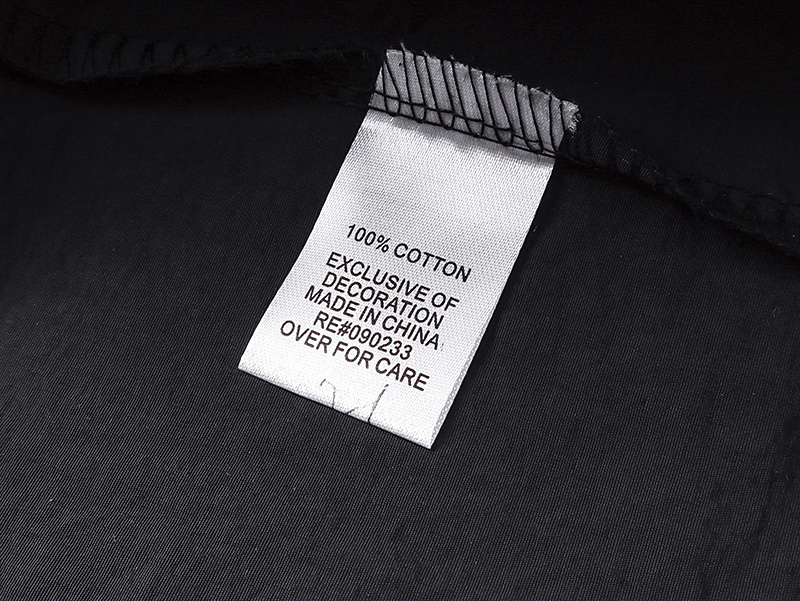 100% COTTON
EXCLUSIVE OF
DECORATION
MADE IN CHINA
RE#090233
OVER FOR CARE